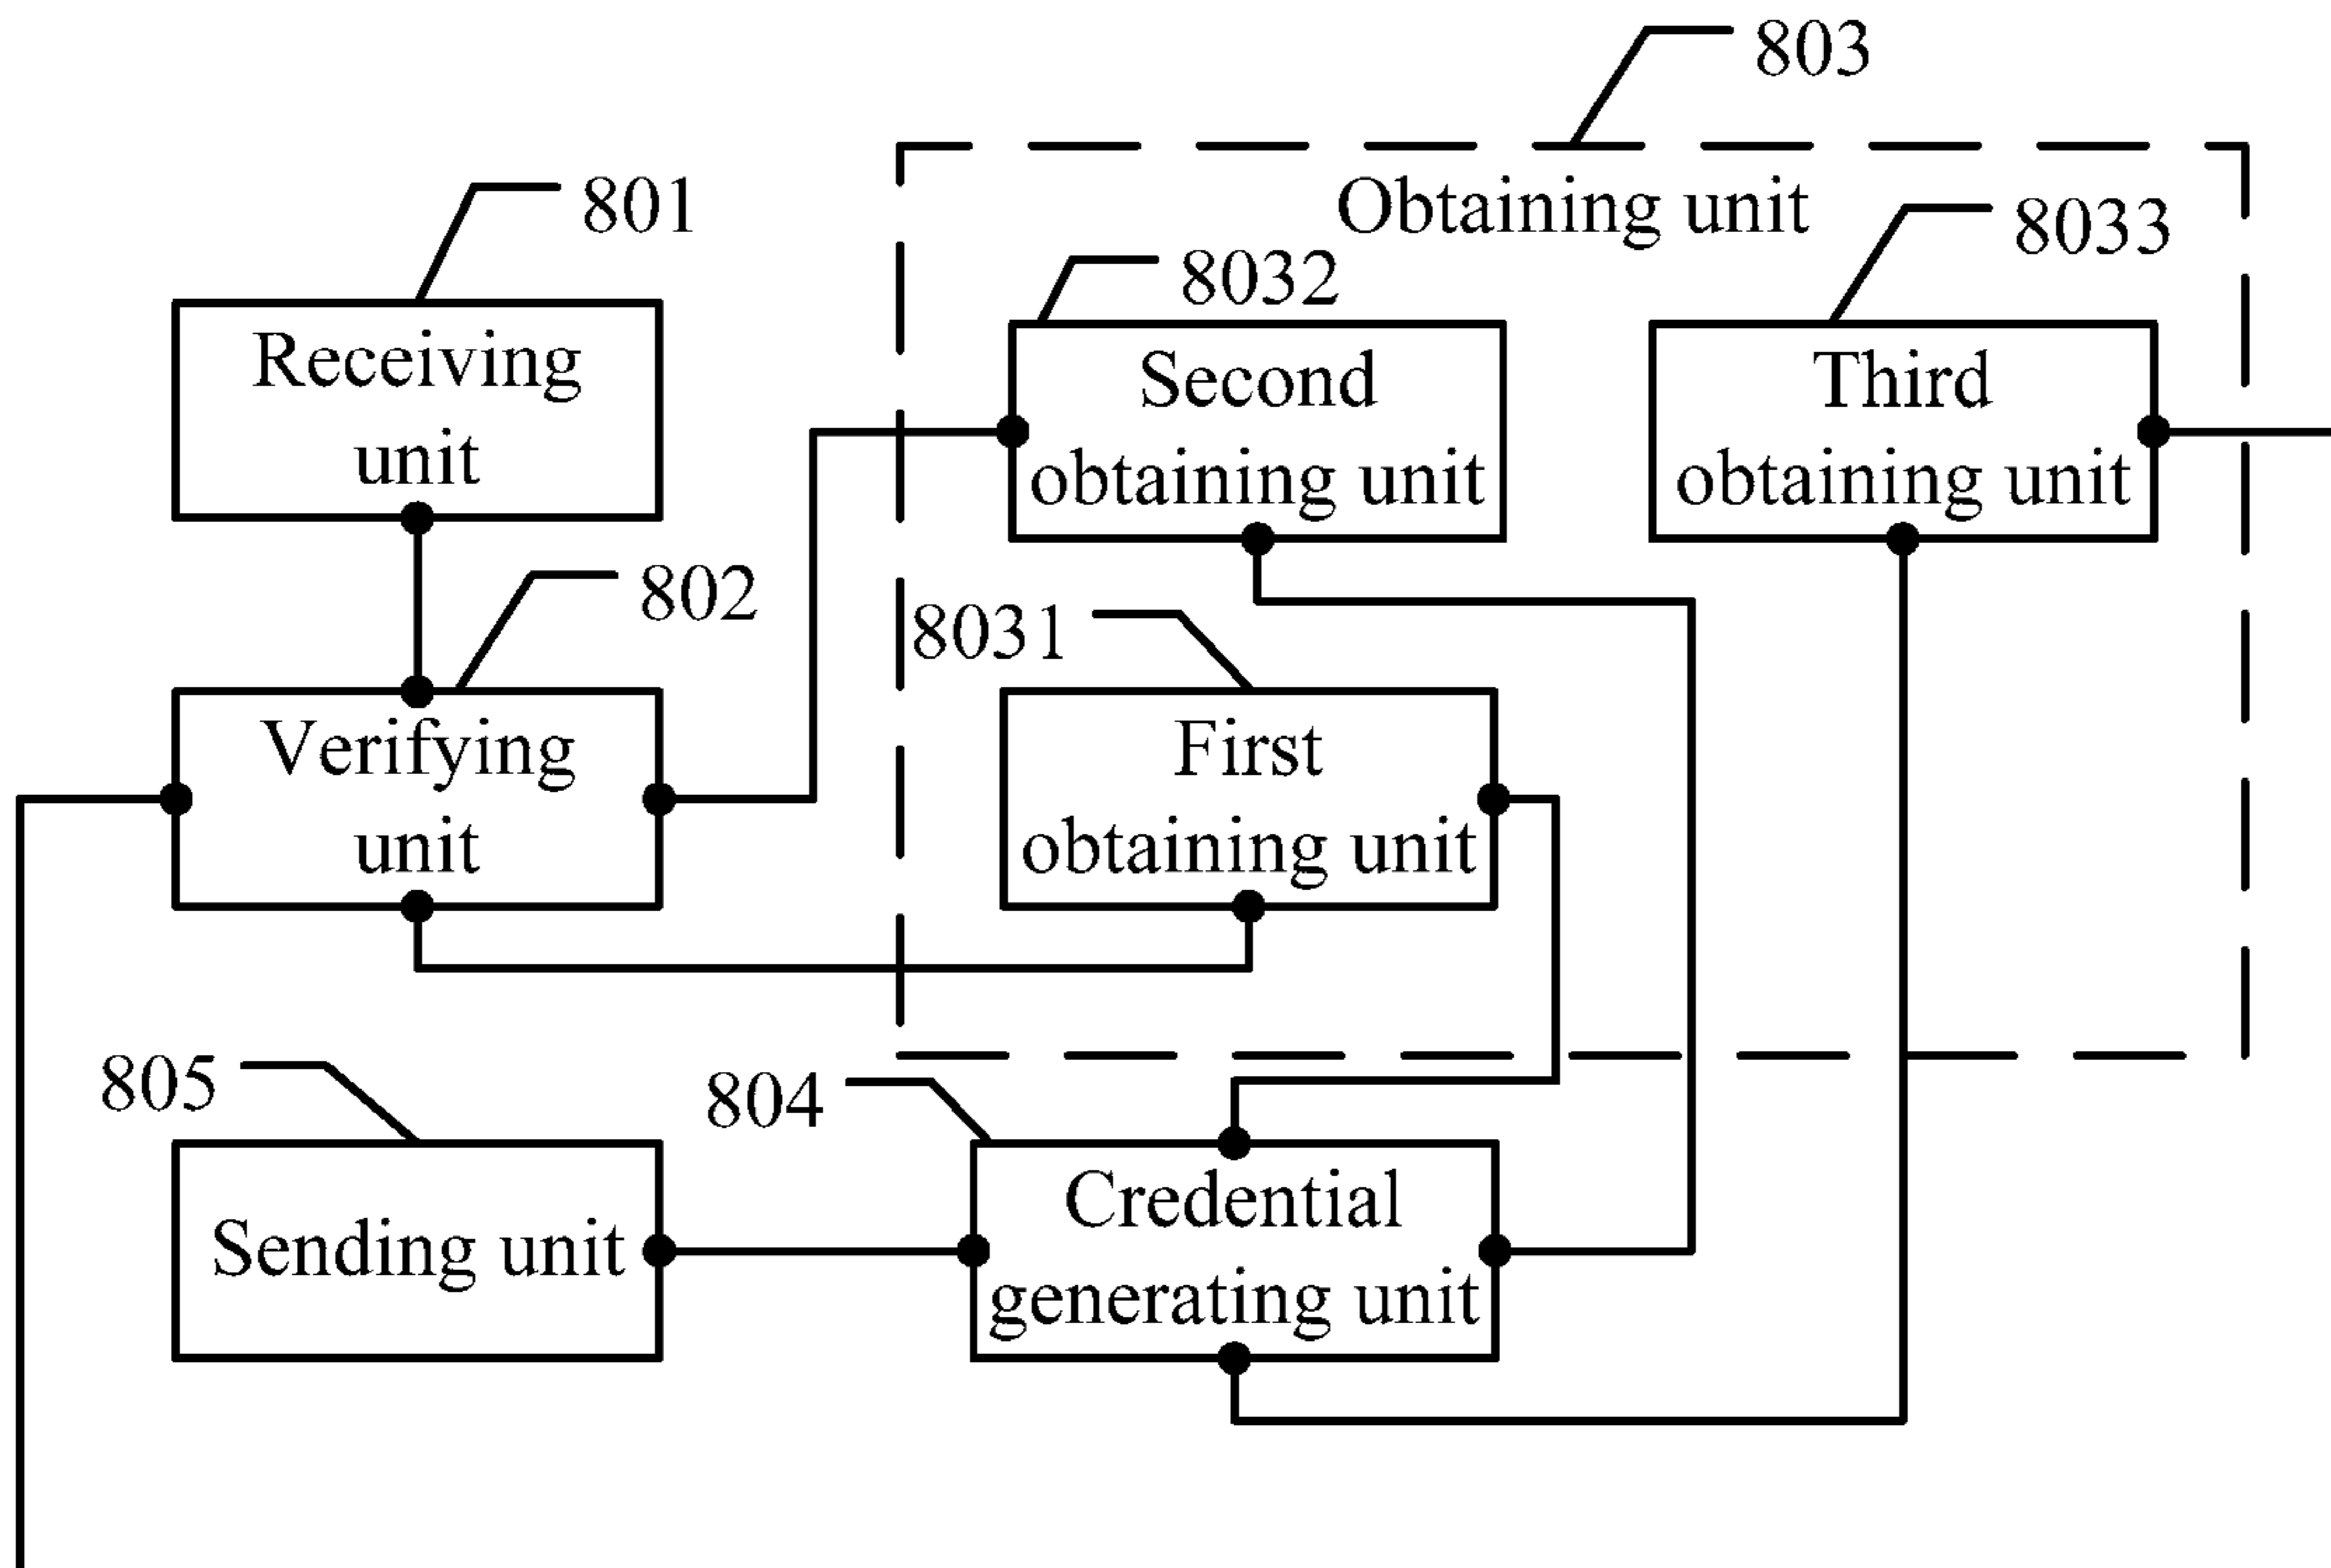 803
Obtaining unit
801
8033
8032
Receiving
unit
Second
obtaining unit
Third
obtaining unit
802
8031
Verifying
unit
First
obtaining unit
805
804
Sending unit
Credential
generating unit